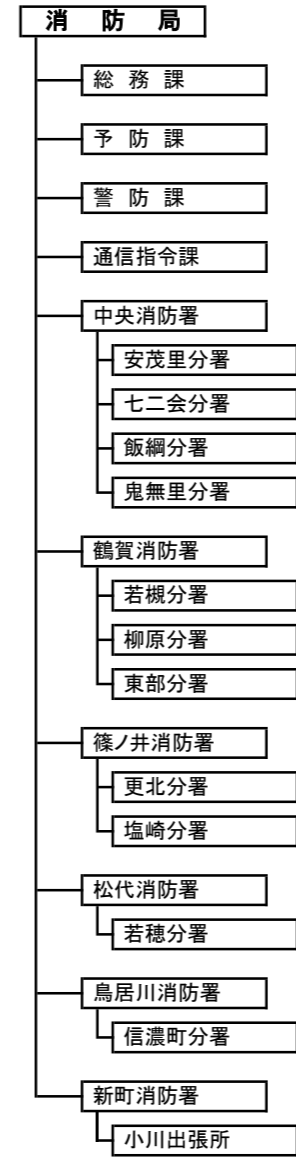 消防局
総務課
予防課
警防課
通信指令課
中央消防署
安茂里分署
七二会分署
飯綱分署
鬼無里分署
鶴賀消防署
若槻分署
柳原分署
東部分署
篠ノ井消防署
更北分署
塩崎分署
松代消防署
若穂分署
鳥居川消防署
信濃町分署
新町消防署
小川出張所